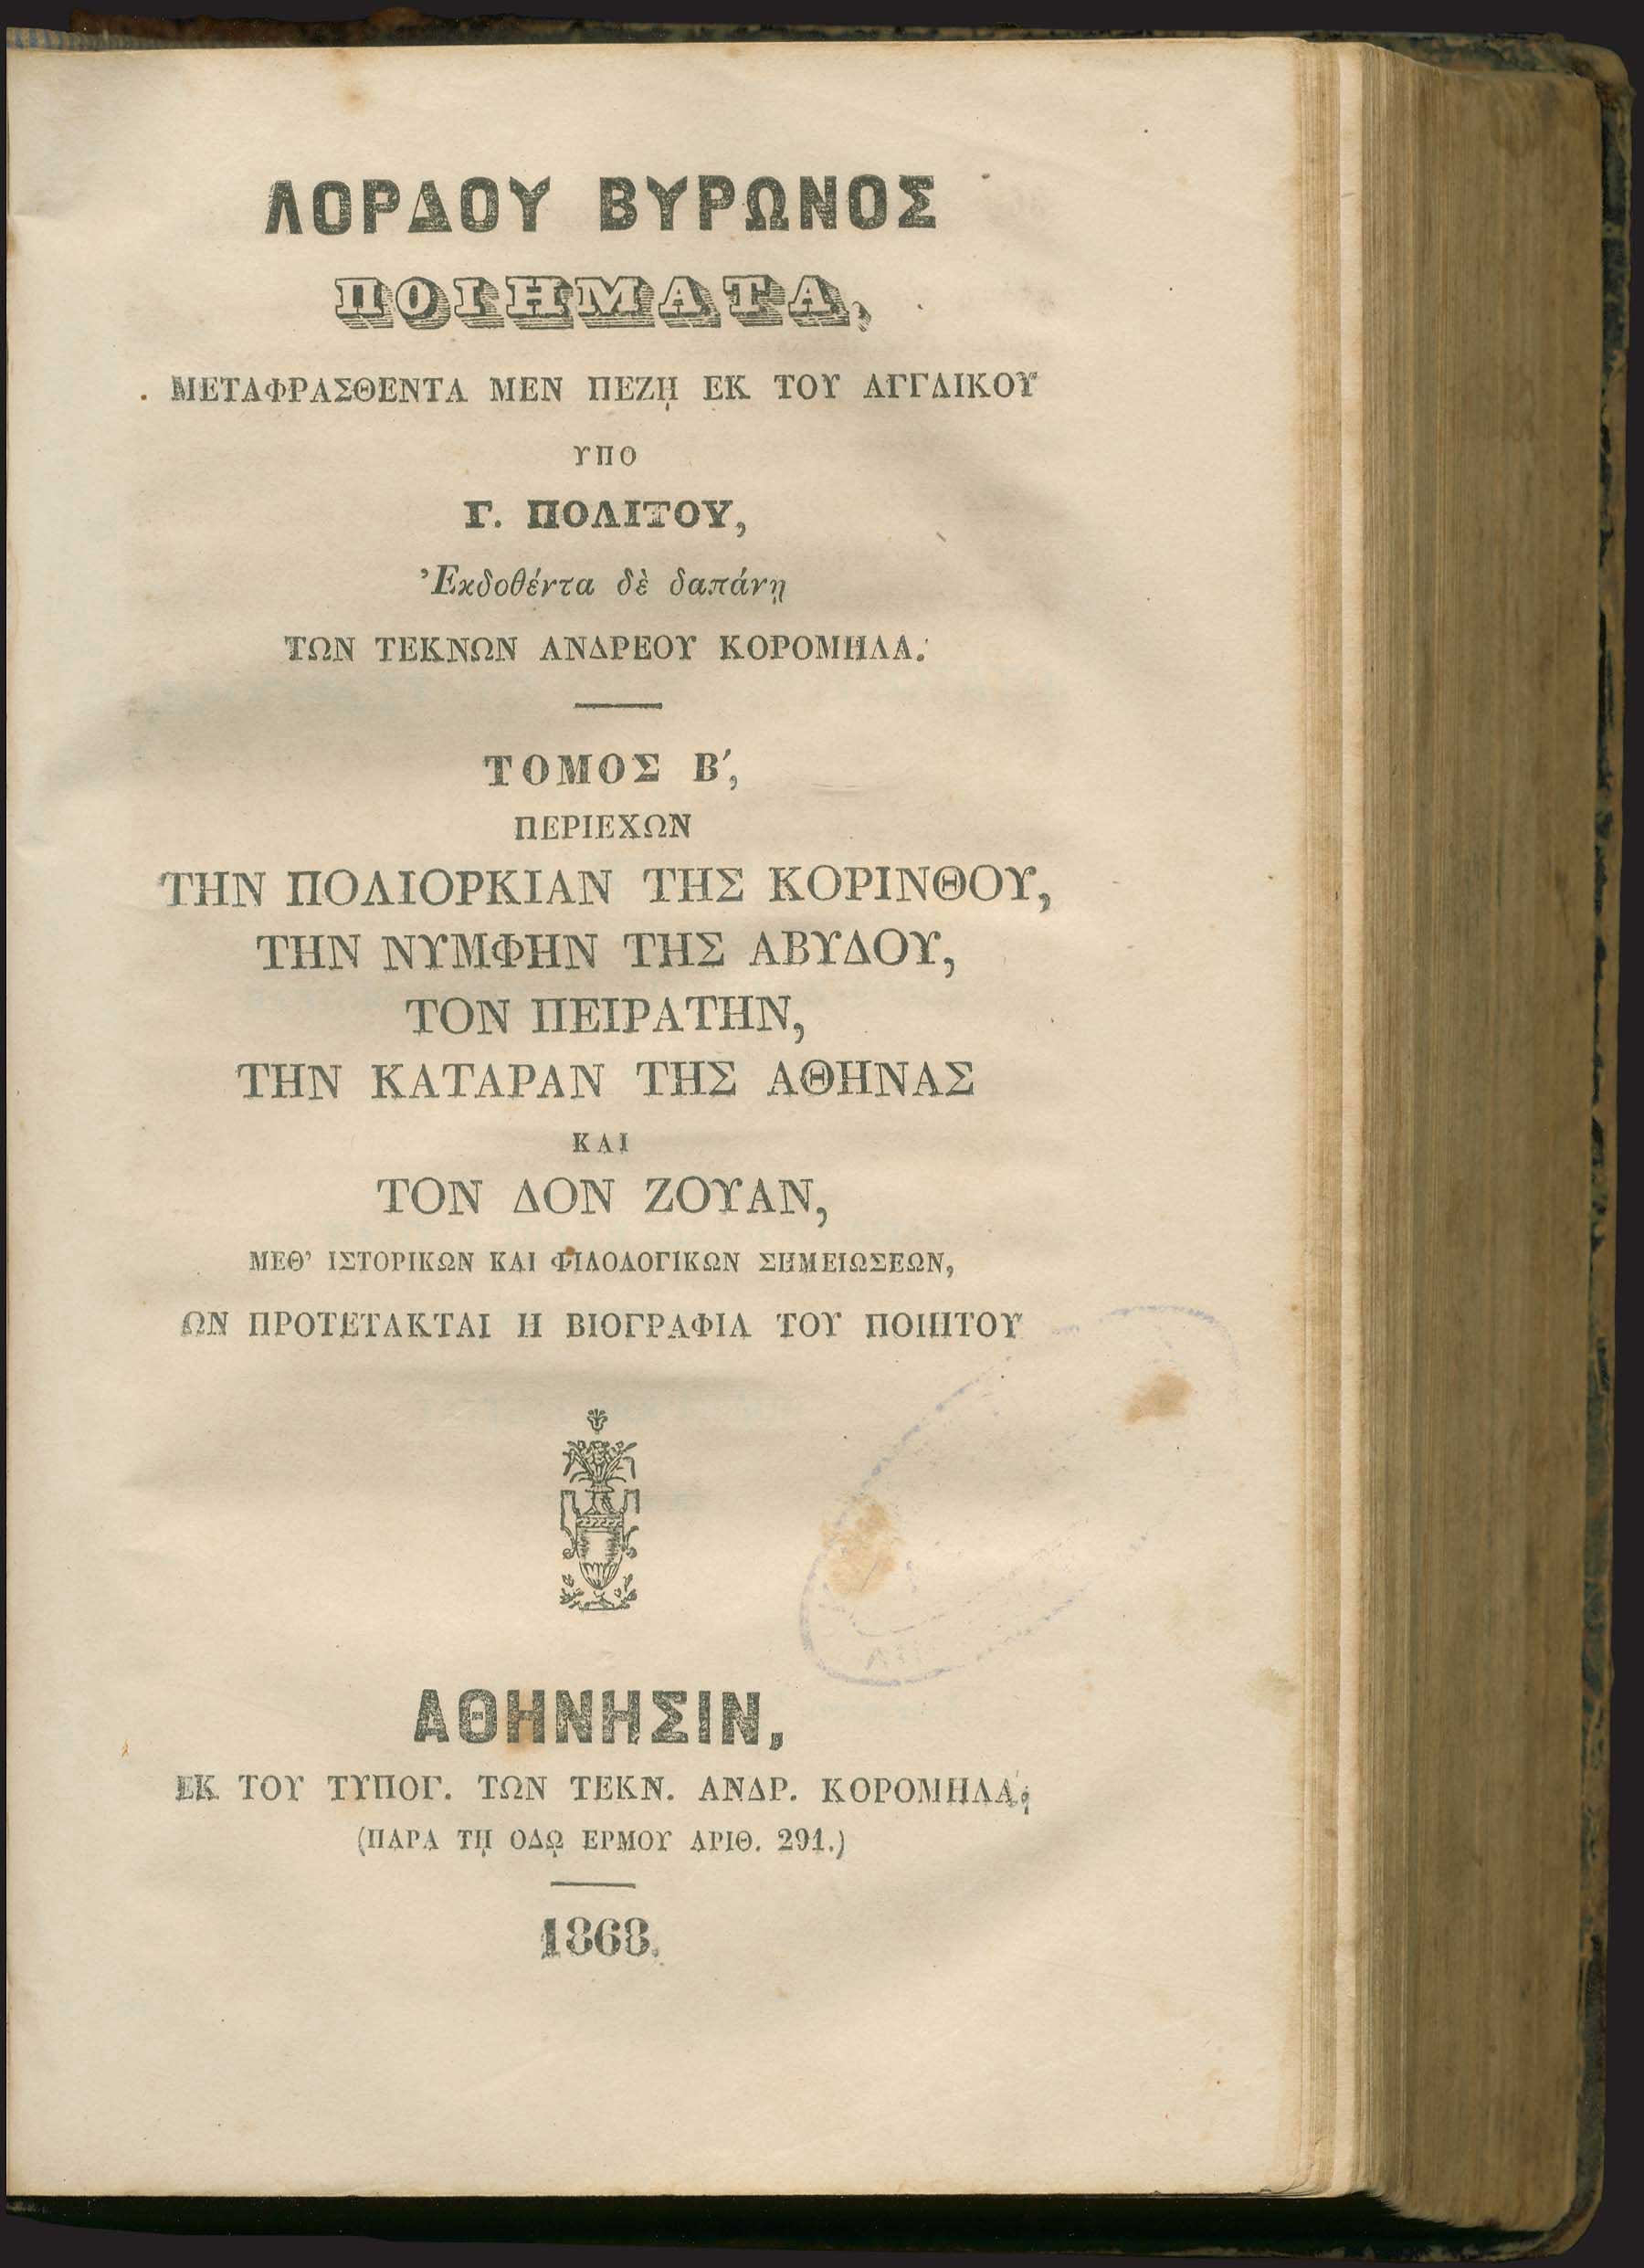 ΛΟΡΔΟΥ ΒΥΡΩΝΟΣ
ΠΟΙΗΜΑΤΑ,
ΜΕΤΑΦΡΑΣΘΕΝΤΑ ΜΕΝ ΠΕΖῌ ΕΚ ΤΟΥ ΑΓΓΛΙΚΟΥ
ΥΠΟ
Γ. ΠΟΛΙΤΟΥ,
Ἐκδοθέντα δὲ δαπάνῃ
ΤΩΝ ΤΕΚΝΩΝ ΑΝΔΡΕΟΥ ΚΟΡΟΜΗΛΑ.
ΤΟΜΟΣ Β΄,
ΠΕΡΙΕΧΩΝ
ΤΗΝ ΠΟΛΙΟΡΚΙΑΝ ΤΗΣ ΚΟΡΙΝΘΟΥ,
ΤΗΝ ΝΥΜΦΗΝ ΤΗΣ ΑΒΥΔΟΥ,
ΤΟΝ ΠΕΙΡΑΤΗΝ,
ΤΗΝ ΚΑΤΑΡΑΝ ΤΗΣ ΑΘΗΝΑΣ
ΚΑΙ
ΤΟΝ ΔΟΝ ΖΟΥΑΝ,
ΜΕΘ’ ΙΣΤΟΡΙΚΩΝ ΚΑΙ ΦΙΛΟΛΟΓΙΚΩΝ ΣΗΜΕΙΩΣΕΩΝ,
ΩΝ ΠΡΟΤΕΤΑΚΤΑΙ Η ΒΙΟΓΡΑΦΙΑ ΤΟΥ ΠΟΙΗΤΟΥ
ΑΘΗΝΗΣΙΝ,
ΕΚ ΤΟΥ ΤΥΠΟΓ. ΤΩΝ ΤΕΚΝ. ΑΝΔΡ. ΚΟΡΟΜΗΛΑ,
(ΠΑΡΑ Τῌ ΟΔῼ ΕΡΜΟΥ ΑΡΙΘ. 291.)
1868.